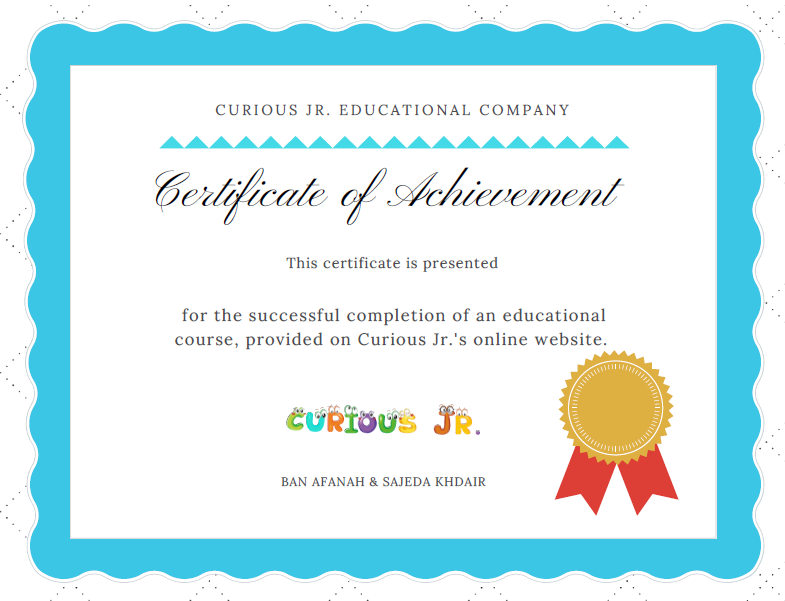 CURIOUS JR. EDUCATIONAL COMPANY
Certificate of Achievement
This certificate is presented
for the successful completion of an educational
course, provided on Curious Jr.'s online website.
CURIOUS JR.
BAN AFANAH & SAJEDA KHDAIR